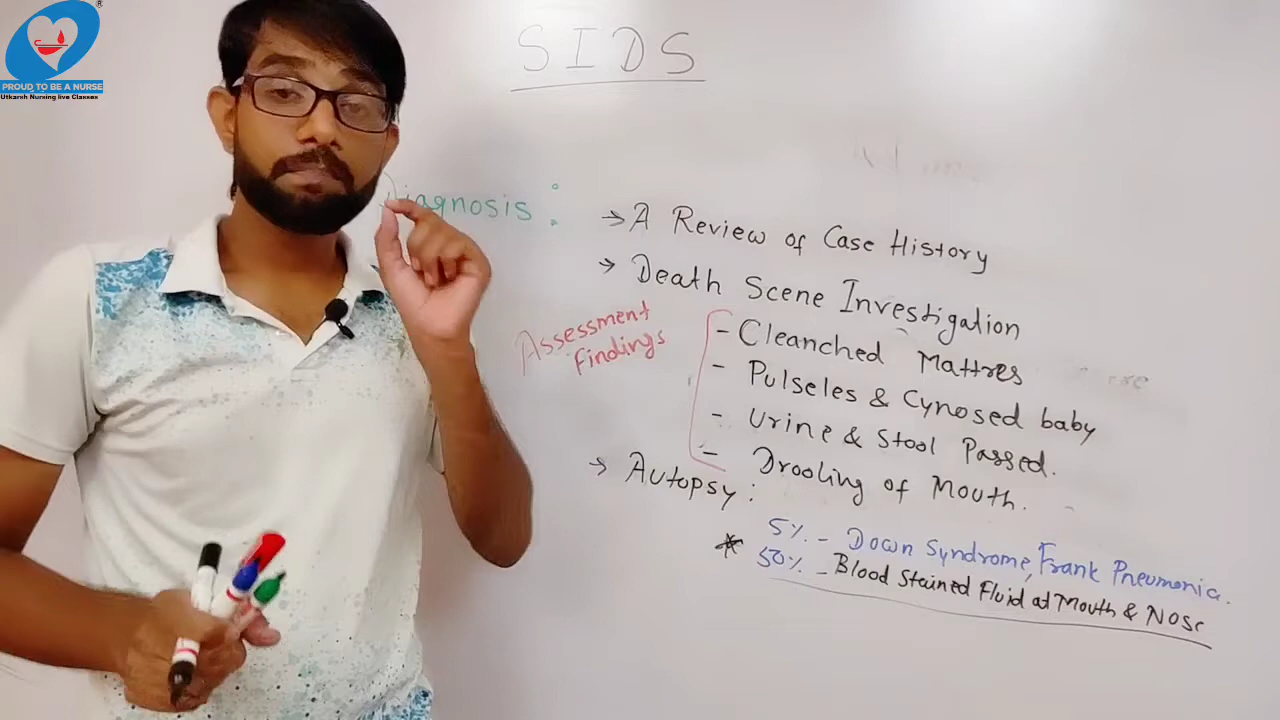 ®
PROUD TO BE A NURSE
Utkarsh Nursing live Classes
SIDS
Diagnosis:
→ A Review of Case History
→ Death Scene Investigation
Assessment
Findings
- Cleanched Mattres
- Pulseles & Cynosed baby
- Urine & Stool Passed.
- Drooling of Mouth.
→ Autopsy:
* 5% - Down Syndrome, Frank Pneumonia.
50% - Blood Stained Fluid at Mouth & Nose